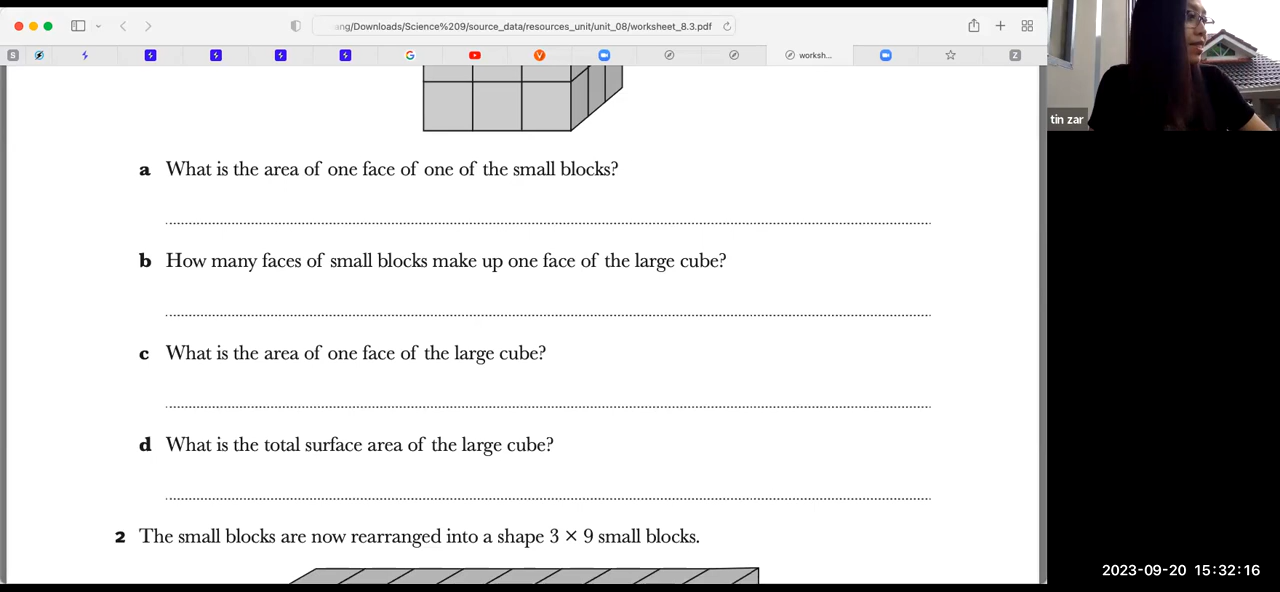 ang/Downloads/Science%209/source_data/resources_unit/unit_08/worksheet_8.3.pdf
S
worksh...
Z
tin zar
a What is the area of one face of one of the small blocks?
b How many faces of small blocks make up one face of the large cube?
c What is the area of one face of the large cube?
d What is the total surface area of the large cube?
2 The small blocks are now rearranged into a shape 3 × 9 small blocks.
2023-09-20 15:32:16